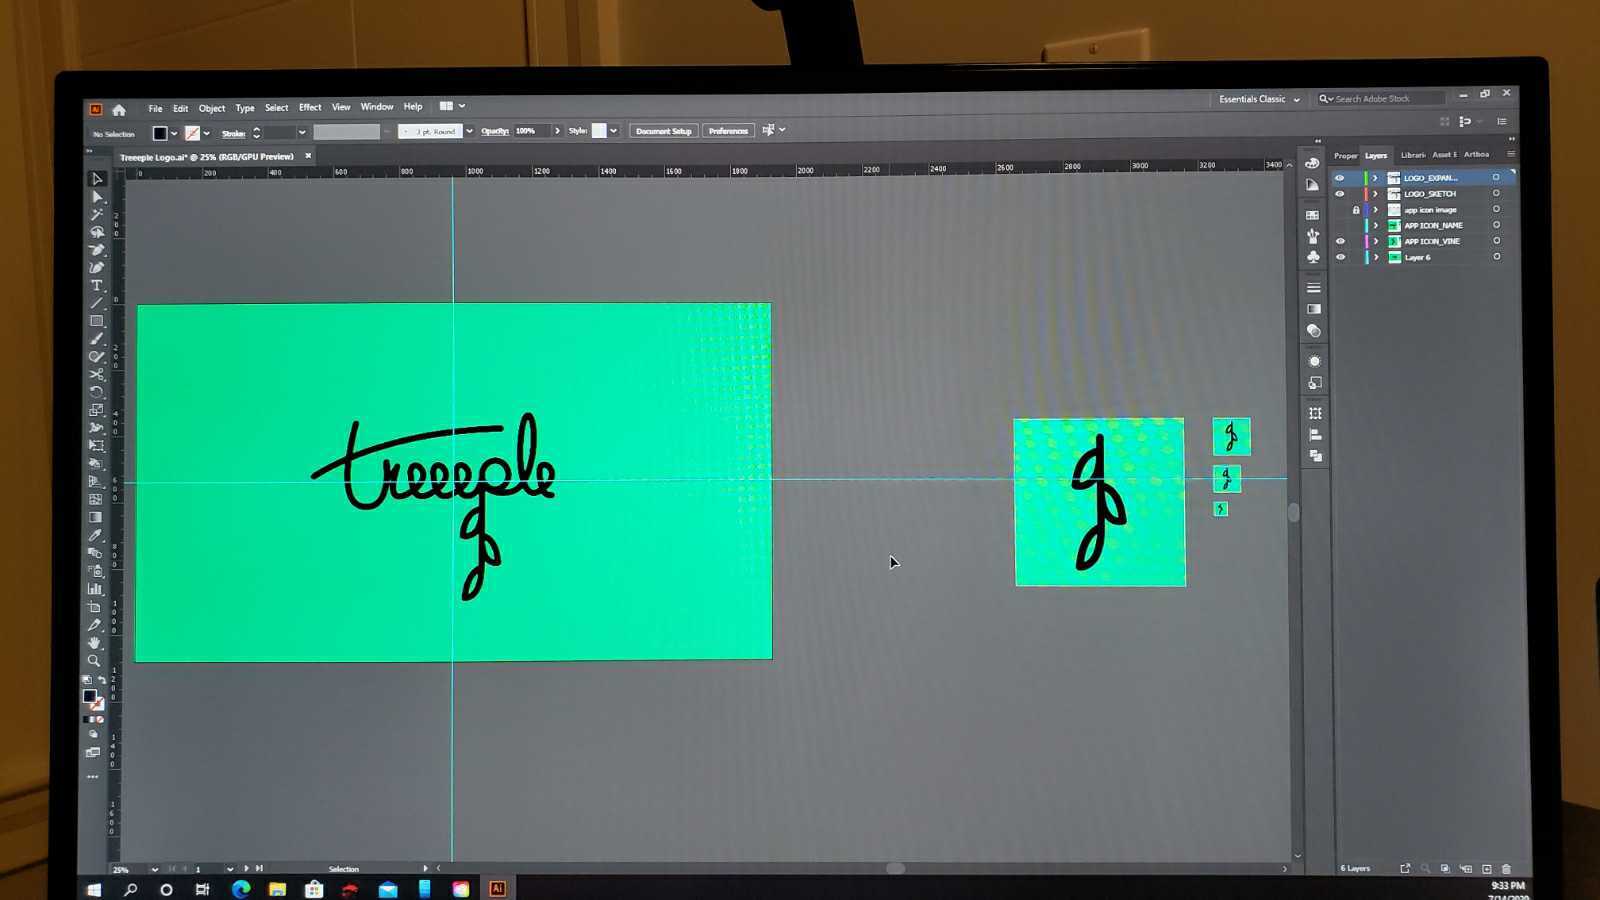 Ai File Edit Object Type Select Effect View Window Help Essentials Classic Search Adobe Stock
No Selection Stroke: 3 pt. Round Opacity: 100% Style: Document Setup Preferences
Treeeple Logo.ai* @ 25% (RGB/GPU Preview) × Proper Layers Librari Asset E Artboa
0 200 400 600 800 1000 1200 1400 1600 1800 2000 2200 2400 2600 2800 3000 3200 3400
LOGO_EXPAN...
LOGO_SKETCH
app icon image
APP ICON_NAME
APP ICON_VINE
Layer 6
treeeple
25% 1 Selection 6 Layers
Ai 9:33 PM
7/14/2020